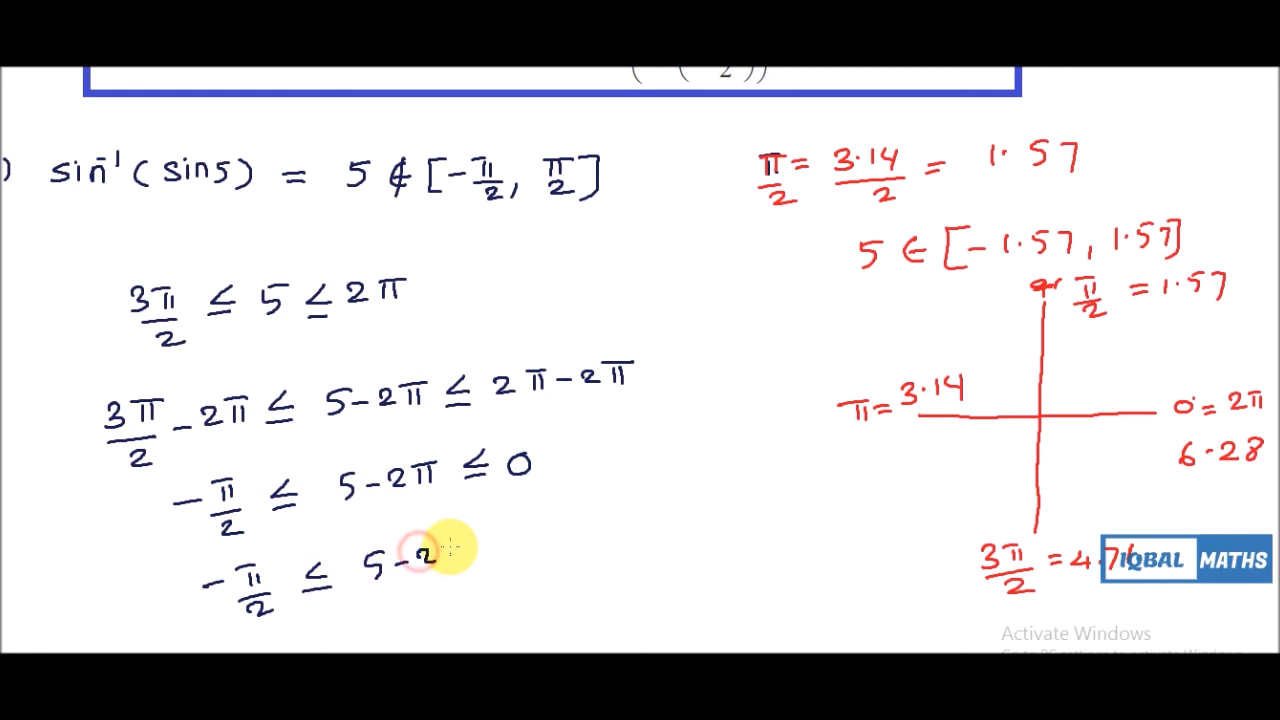 ( ( 2 ))
) sin⁻¹(sin5) = 5 ∉ [-π/2, π/2]
3π/2 ≤ 5 ≤ 2π
3π/2 - 2π ≤ 5 - 2π ≤ 2π - 2π
-π/2 ≤ 5 - 2π ≤ 0
-π/2 ≤ 5 - 2
π/2 = 3.14/2 = 1.57
5 ∈ [-1.57, 1.57]
π/2 = 1.57
π = 3.14
0 = 2π
6.28
3π/2 = 4.7
IQBAL MATHS
Activate Windows